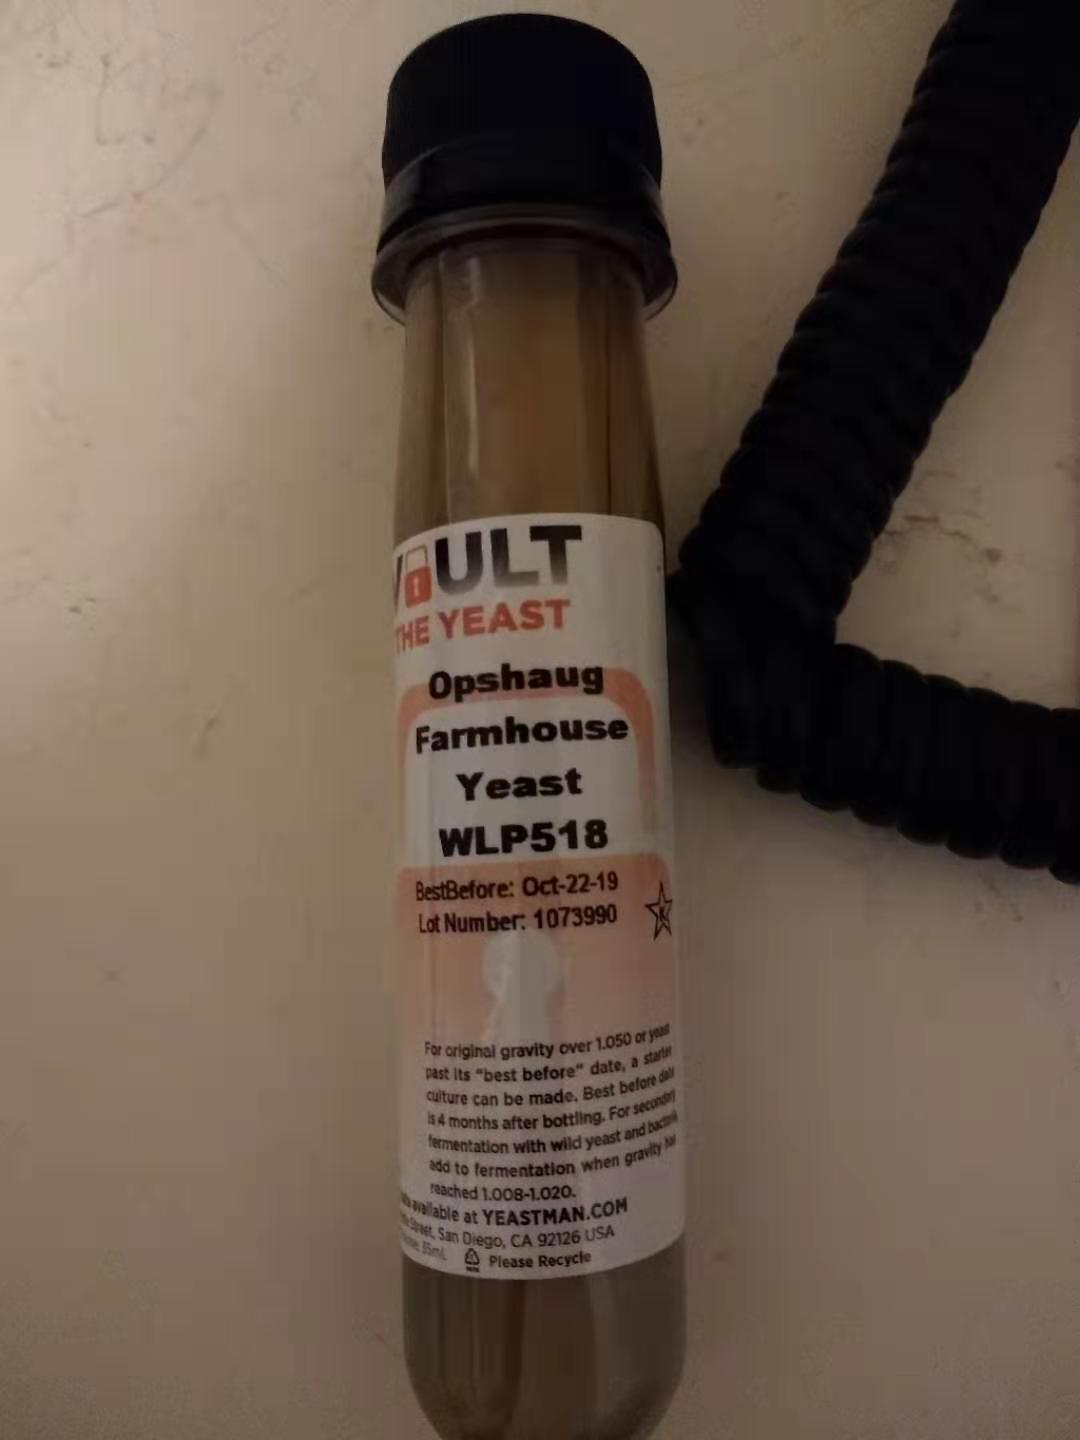 VAULT
THE YEAST
Opshaug
Farmhouse
Yeast
WLP518
BestBefore: Oct-22-19
Lot Number: 1073990
K
For original gravity over 1.050 or yeast
past its “best before” date, a starter
culture can be made. Best before date
is 4 months after bottling. For secondary
fermentation with wild yeast and bacteria,
add to fermentation when gravity has
reached 1.008-1.020.
available at YEASTMAN.COM
Street, San Diego, CA 92126 USA
35mL Please Recycle